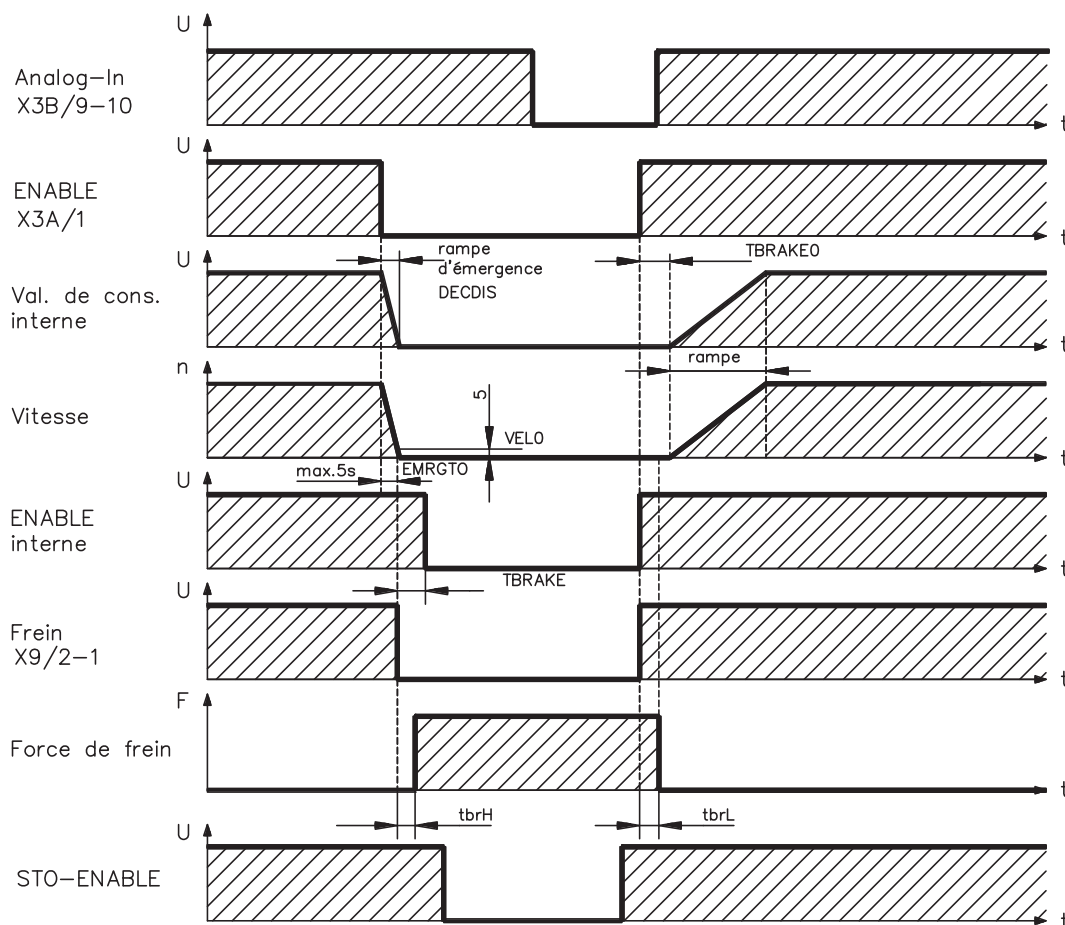 U
Analog-In
X3B/9-10
t
U
ENABLE
X3A/1
t
U
rampe
d'émergence
DECDIS
TBRAKE0
Val. de cons.
interne
t
n
rampe
Vitesse
5
VEL0
t
max.5s
EMRGTO
U
ENABLE
interne
t
TBRAKE
U
Frein
X9/2-1
t
F
Force de frein
t
tbrH
tbrL
U
STO-ENABLE
t